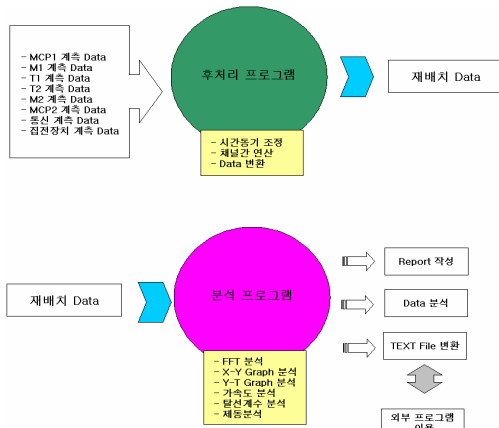 - MCP1 계측 Data
- M1 계측 Data
- T1 계측 Data
- T2 계측 Data
- M2 계측 Data
- MCP2 계측 Data
- 통신 계측 Data
- 집전장치 계측 Data
후처리 프로그램
재배치 Data
- 시간동기 조정
- 채널간 연산
- Data 변환
재배치 Data
분석 프로그램
- FFT 분석
- X-Y Graph 분석
- Y-T Graph 분석
- 가속도 분석
- 탈선계수 분석
- 제동분석
Report 작성
Data 분석
TEXT File 변환
외부 프로그램
이용